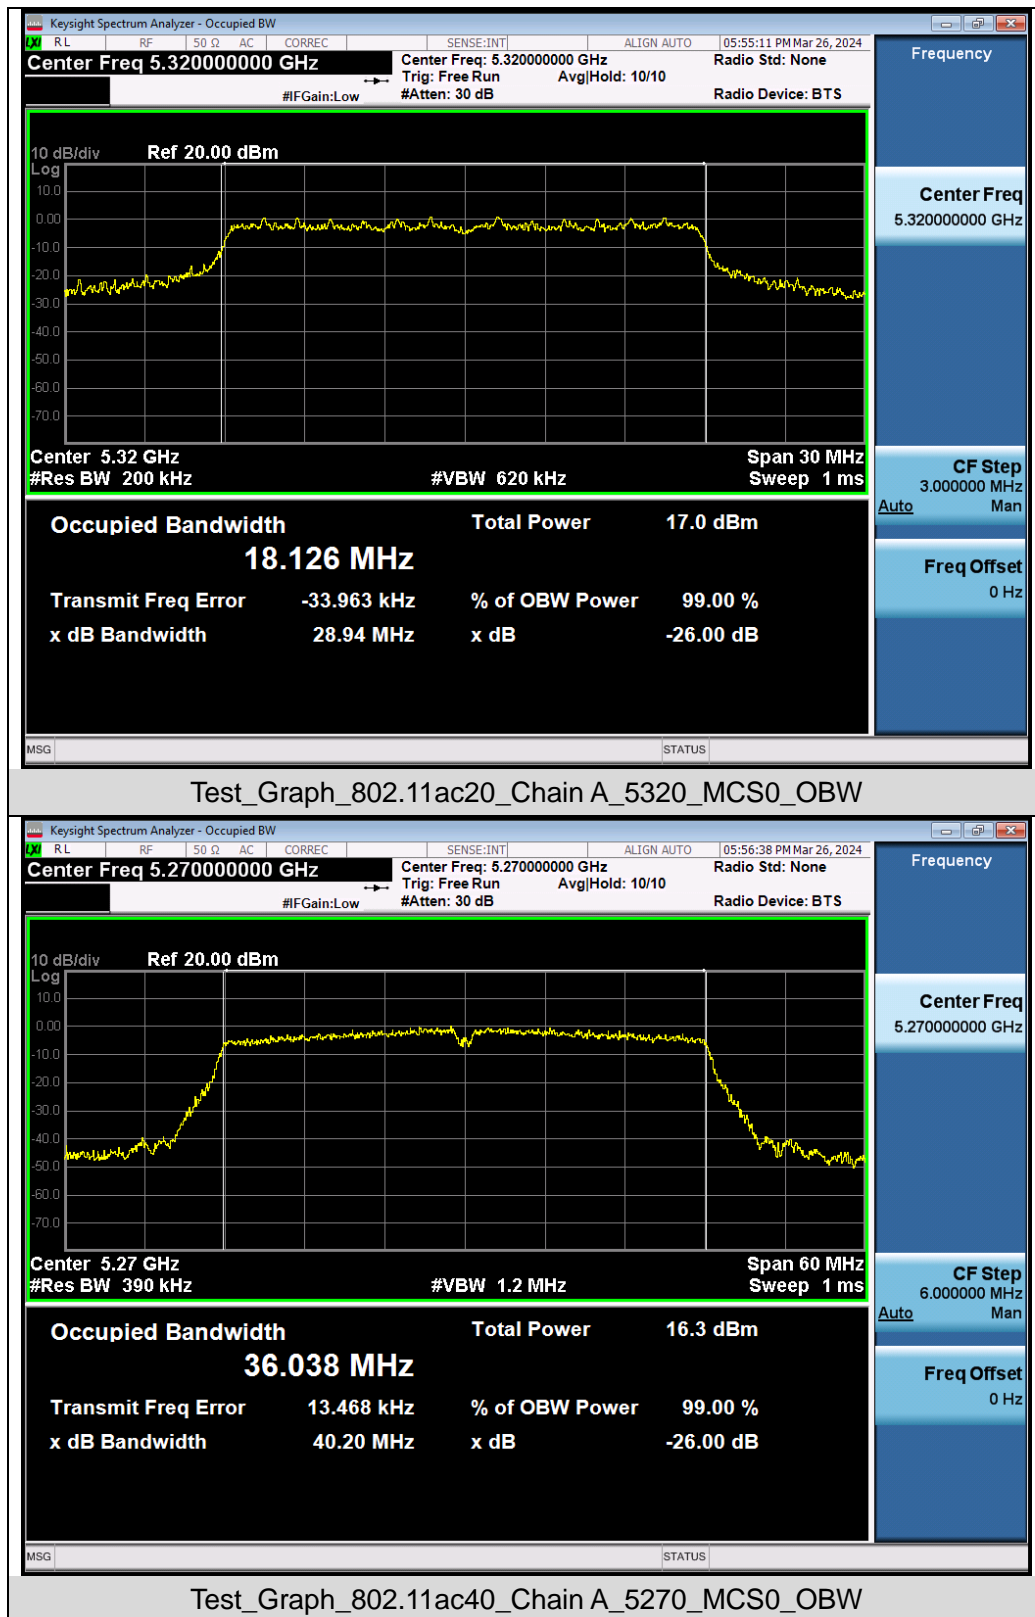 Keysight Spectrum Analyzer - Occupied BW
LXI RL RF 50 Ω AC CORREC SENSE:INT ALIGN AUTO 05:55:11 PM Mar 26, 2024
Center Freq 5.320000000 GHz Center Freq: 5.320000000 GHz Radio Std: None Frequency
Trig: Free Run Avg|Hold: 10/10
#IFGain:Low #Atten: 30 dB Radio Device: BTS
10 dB/div Ref 20.00 dBm
Log
10.0
0.00
-10.0
-20.0
-30.0
-40.0
-50.0
-60.0
-70.0
Center Freq
5.320000000 GHz
Center 5.32 GHz Span 30 MHz
#Res BW 200 kHz #VBW 620 kHz Sweep 1 ms
CF Step
3.000000 MHz
Auto Man
Occupied Bandwidth Total Power 17.0 dBm
18.126 MHz
Transmit Freq Error -33.963 kHz % of OBW Power 99.00 %
x dB Bandwidth 28.94 MHz x dB -26.00 dB
Freq Offset
0 Hz
MSG STATUS
Test_Graph_802.11ac20_Chain A_5320_MCS0_OBW
Keysight Spectrum Analyzer - Occupied BW
LXI RL RF 50 Ω AC CORREC SENSE:INT ALIGN AUTO 05:56:38 PM Mar 26, 2024
Center Freq 5.270000000 GHz Center Freq: 5.270000000 GHz Radio Std: None Frequency
Trig: Free Run Avg|Hold: 10/10
#IFGain:Low #Atten: 30 dB Radio Device: BTS
10 dB/div Ref 20.00 dBm
Log
10.0
0.00
-10.0
-20.0
-30.0
-40.0
-50.0
-60.0
-70.0
Center Freq
5.270000000 GHz
Center 5.27 GHz Span 60 MHz
#Res BW 390 kHz #VBW 1.2 MHz Sweep 1 ms
CF Step
6.000000 MHz
Auto Man
Occupied Bandwidth Total Power 16.3 dBm
36.038 MHz
Transmit Freq Error 13.468 kHz % of OBW Power 99.00 %
x dB Bandwidth 40.20 MHz x dB -26.00 dB
Freq Offset
0 Hz
MSG STATUS
Test_Graph_802.11ac40_Chain A_5270_MCS0_OBW